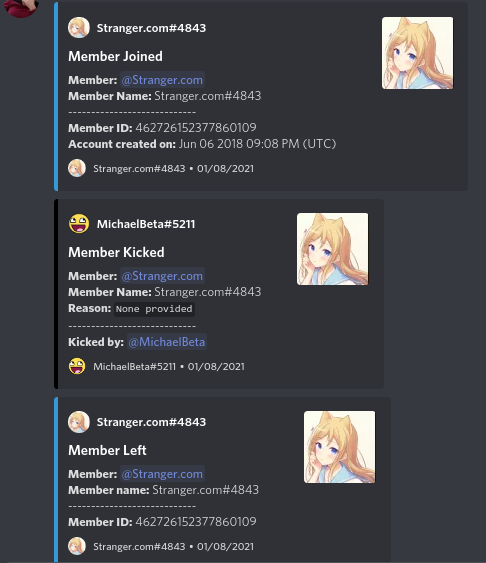 Stranger.com#4843
Member Joined
Member: @Stranger.com
Member Name: Stranger.com#4843
----------------------------
Member ID: 462726152377860109
Account created on: Jun 06 2018 09:08 PM (UTC)
Stranger.com#4843 • 01/08/2021
MichaelBeta#5211
Member Kicked
Member: @Stranger.com
Member Name: Stranger.com#4843
Reason: None provided
----------------------------
Kicked by: @MichaelBeta
MichaelBeta#5211 • 01/08/2021
Stranger.com#4843
Member Left
Member: @Stranger.com
Member name: Stranger.com#4843
----------------------------
Member ID: 462726152377860109
Stranger.com#4843 • 01/08/2021